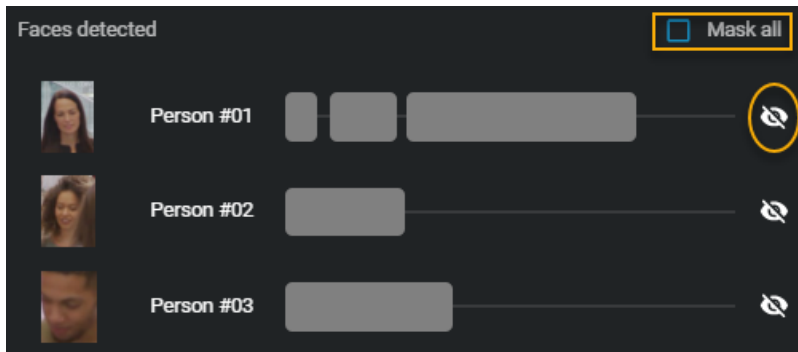 Faces detected
Mask all
Person #01
Person #02
Person #03